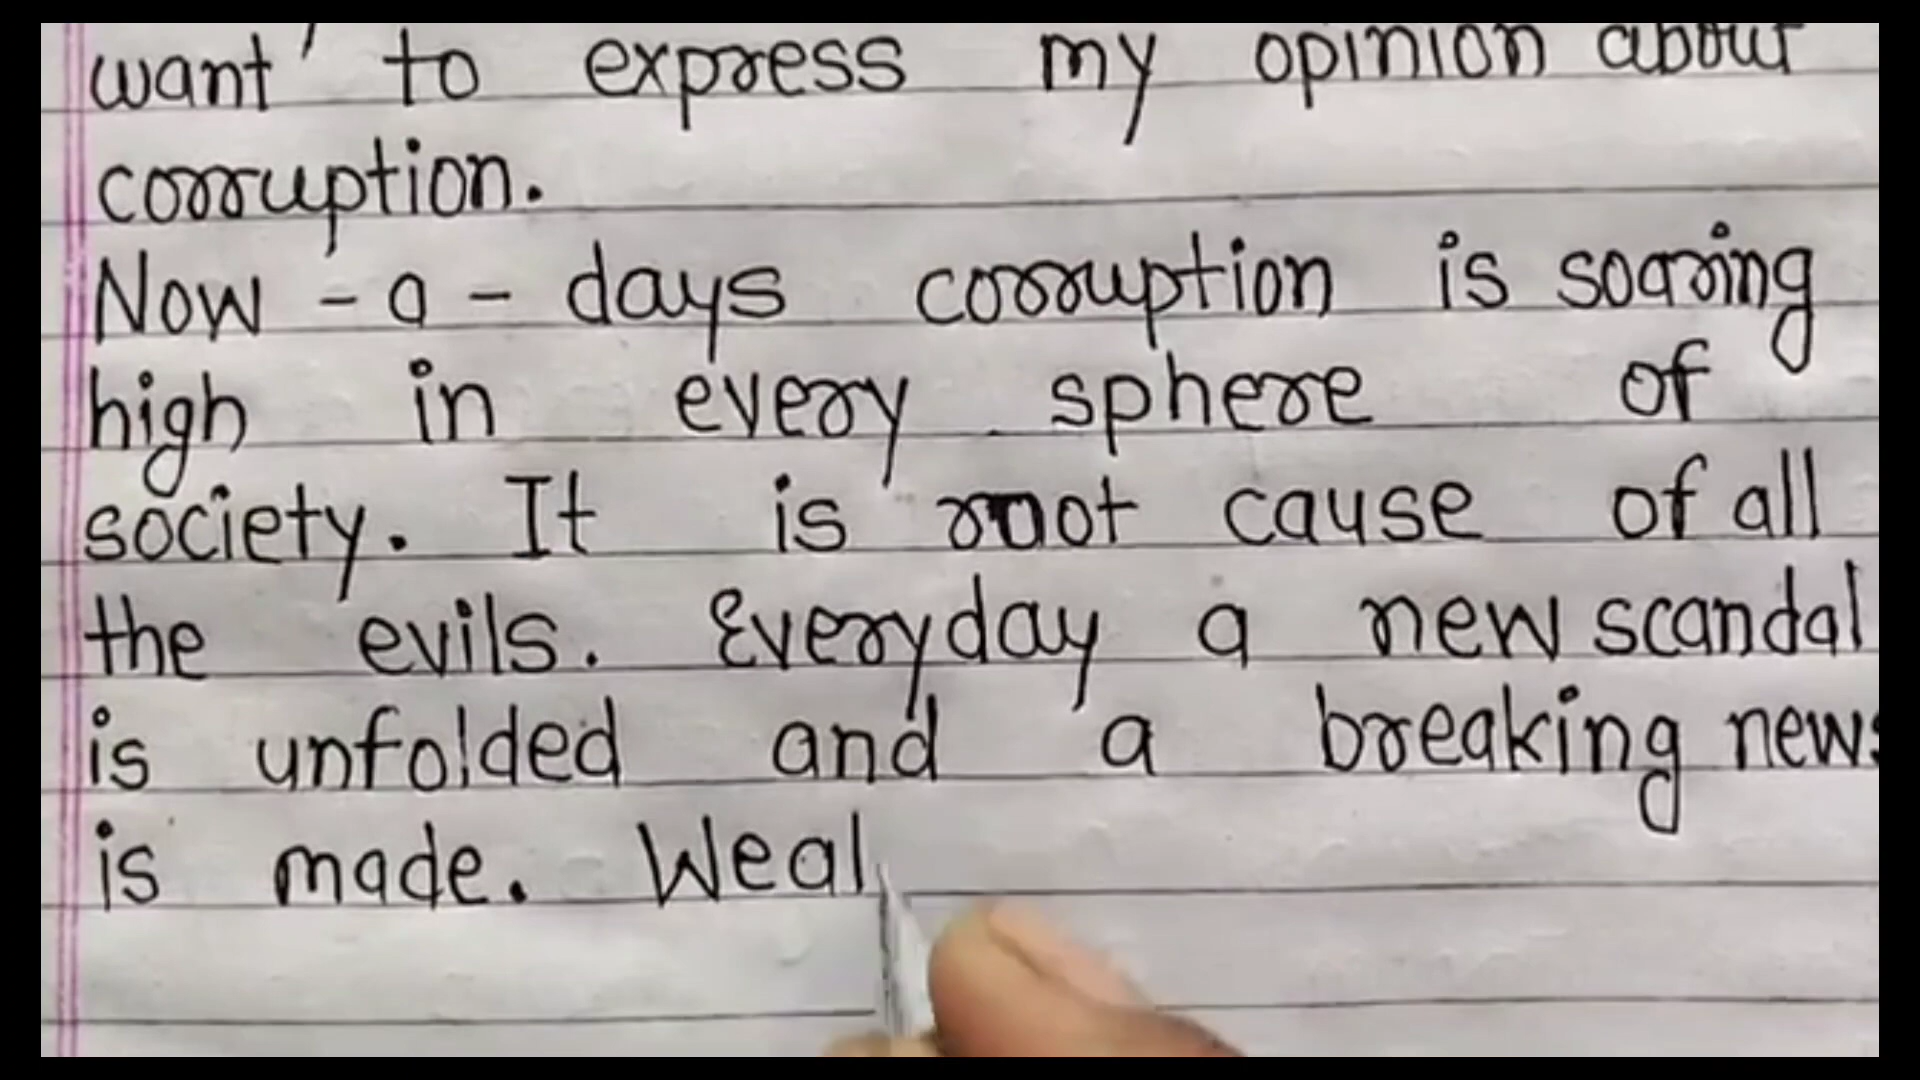 want to express my opinion about
corruption.
Now-a-days corruption is soaring
high in every sphere of
society. It is root cause of all
the evils. Everyday a new scandal
is unfolded and a breaking news
is made. Weal